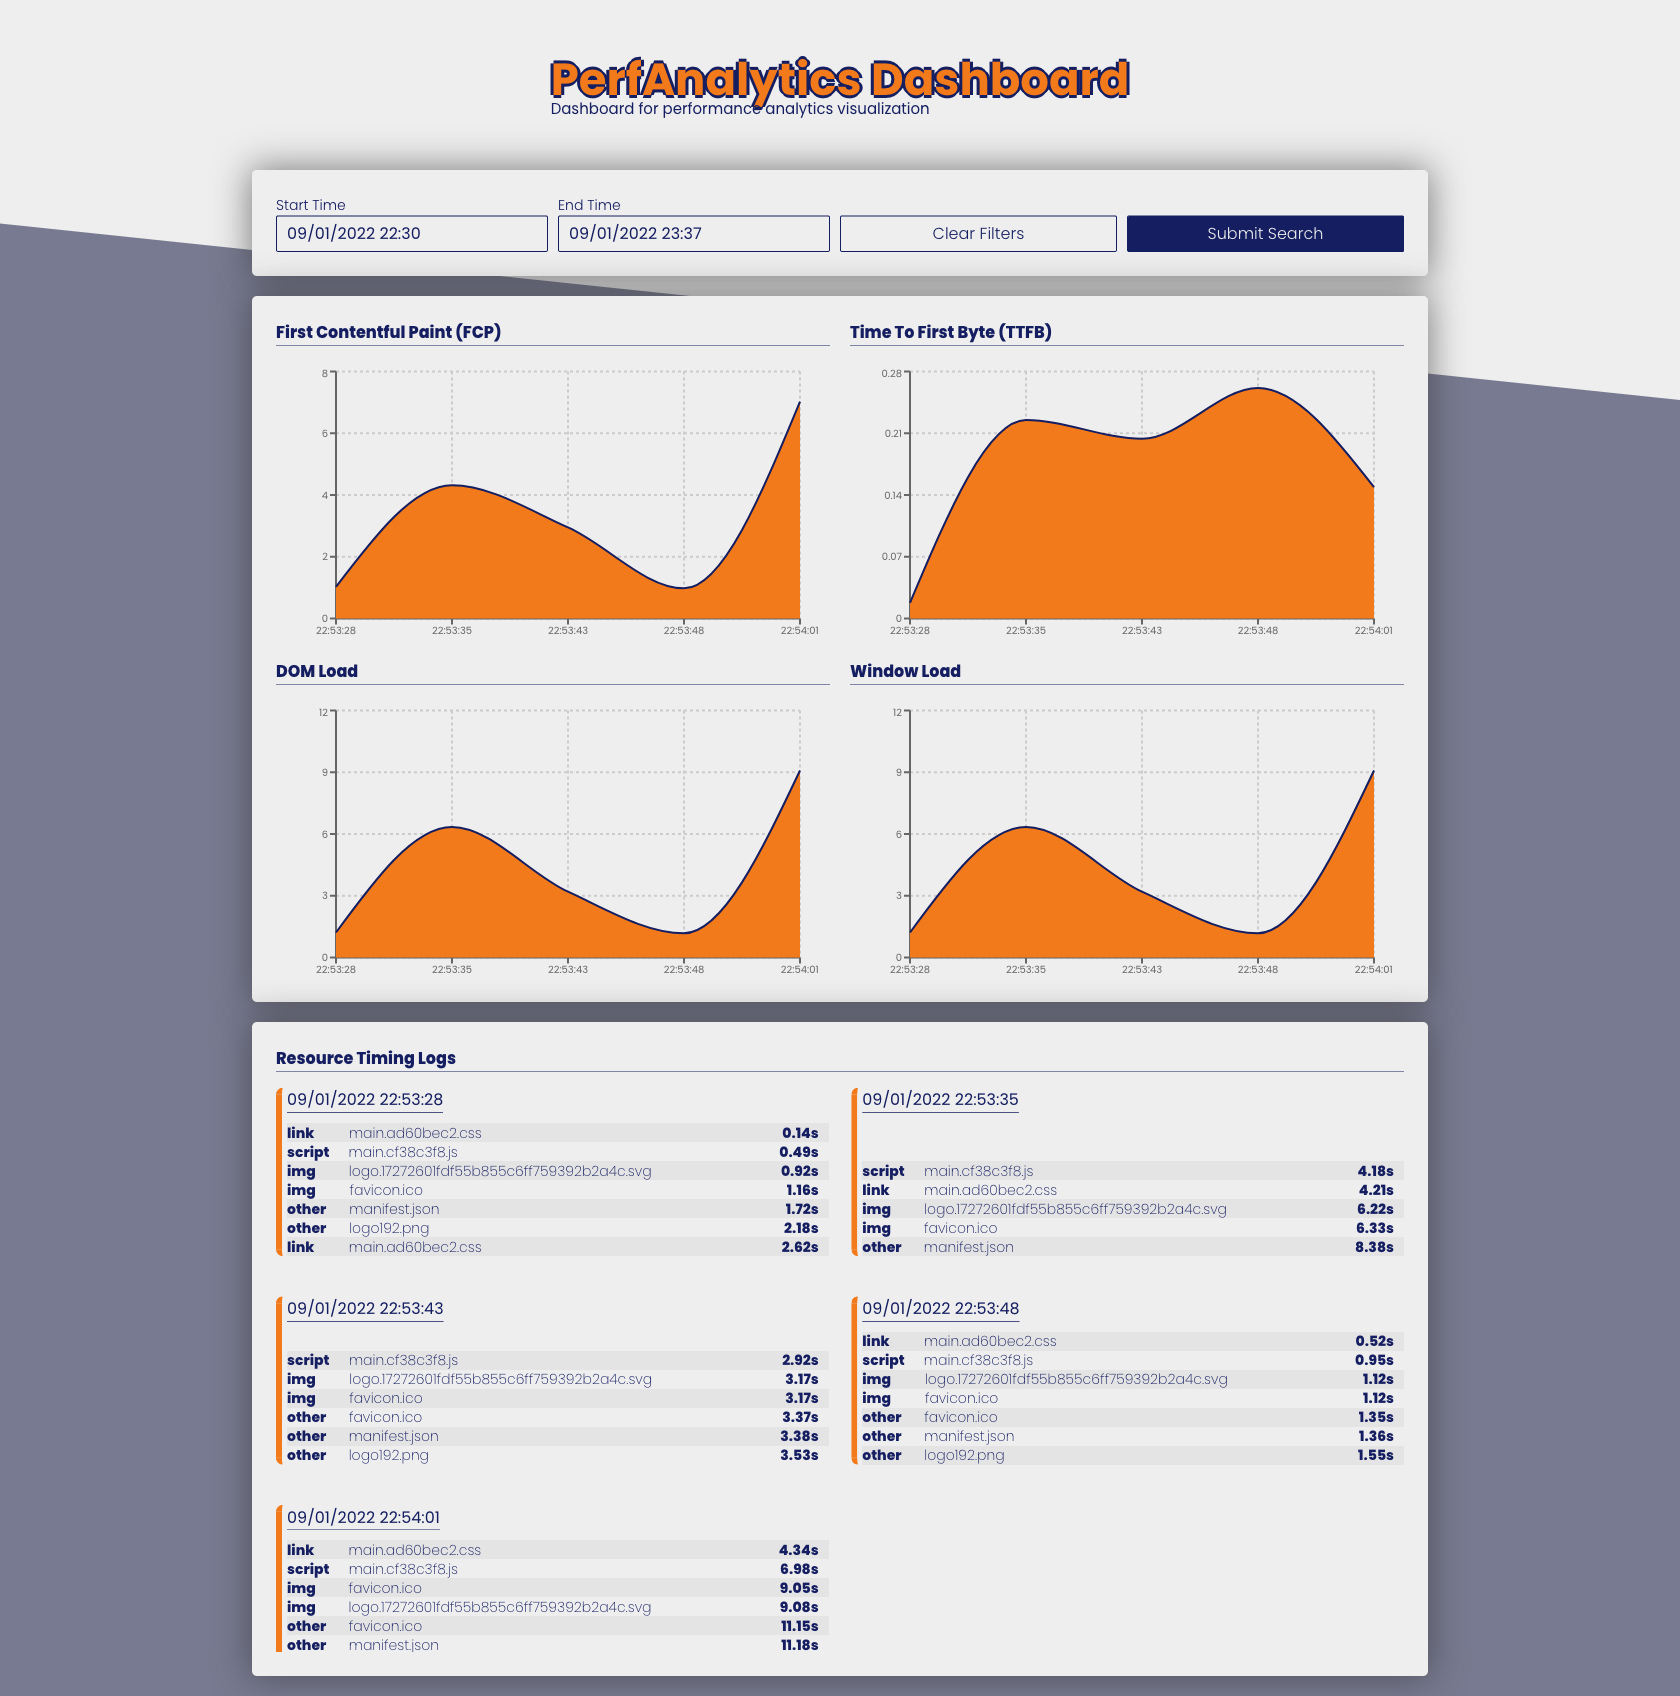 PerfAnalytics Dashboard
Dashboard for performance analytics visualization
Start Time
End Time
09/01/2022 22:30
09/01/2022 23:37
Clear Filters
Submit Search
First Contentful Paint (FCP)
8
6
4
2
0
22:53:28 22:53:35 22:53:43 22:53:48 22:54:01
Time To First Byte (TTFB)
0.28
0.21
0.14
0.07
0
22:53:28 22:53:35 22:53:43 22:53:48 22:54:01
DOM Load
12
9
6
3
0
22:53:28 22:53:35 22:53:43 22:53:48 22:54:01
Window Load
12
9
6
3
0
22:53:28 22:53:35 22:53:43 22:53:48 22:54:01
Resource Timing Logs
09/01/2022 22:53:28
link main.ad60bec2.css 0.14s
script main.cf38c3f8.js 0.49s
img logo.17272601fdf55b855c6ff759392b2a4c.svg 0.92s
img favicon.ico 1.16s
other manifest.json 1.72s
other logo192.png 2.18s
link main.ad60bec2.css 2.62s
09/01/2022 22:53:35
script main.cf38c3f8.js 4.18s
link main.ad60bec2.css 4.21s
img logo.17272601fdf55b855c6ff759392b2a4c.svg 6.22s
img favicon.ico 6.33s
other manifest.json 8.38s
09/01/2022 22:53:43
script main.cf38c3f8.js 2.92s
img logo.17272601fdf55b855c6ff759392b2a4c.svg 3.17s
img favicon.ico 3.17s
other favicon.ico 3.37s
other manifest.json 3.38s
other logo192.png 3.53s
09/01/2022 22:53:48
link main.ad60bec2.css 0.52s
script main.cf38c3f8.js 0.95s
img logo.17272601fdf55b855c6ff759392b2a4c.svg 1.12s
img favicon.ico 1.12s
other favicon.ico 1.35s
other manifest.json 1.36s
other logo192.png 1.55s
09/01/2022 22:54:01
link main.ad60bec2.css 4.34s
script main.cf38c3f8.js 6.98s
img favicon.ico 9.05s
img logo.17272601fdf55b855c6ff759392b2a4c.svg 9.08s
other favicon.ico 11.15s
other manifest.json 11.18s